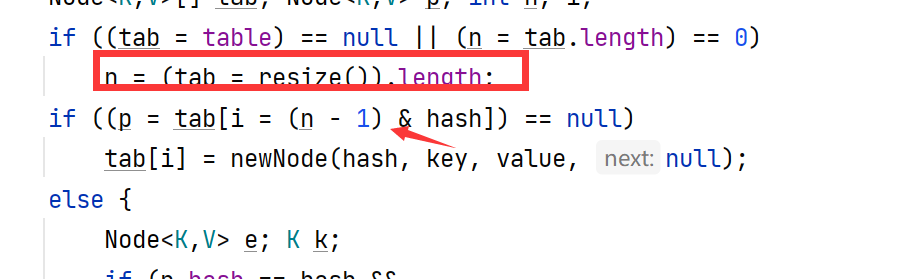 Node<K,V>[] tab; Node<K,V> p; int n, i;
if ((tab = table) == null || (n = tab.length) == 0)
n = (tab = resize()).length;
if ((p = tab[i = (n - 1) & hash]) == null)
tab[i] = newNode(hash, key, value, next: null);
else {
Node<K,V> e; K k;
if (p.hash == hash &&